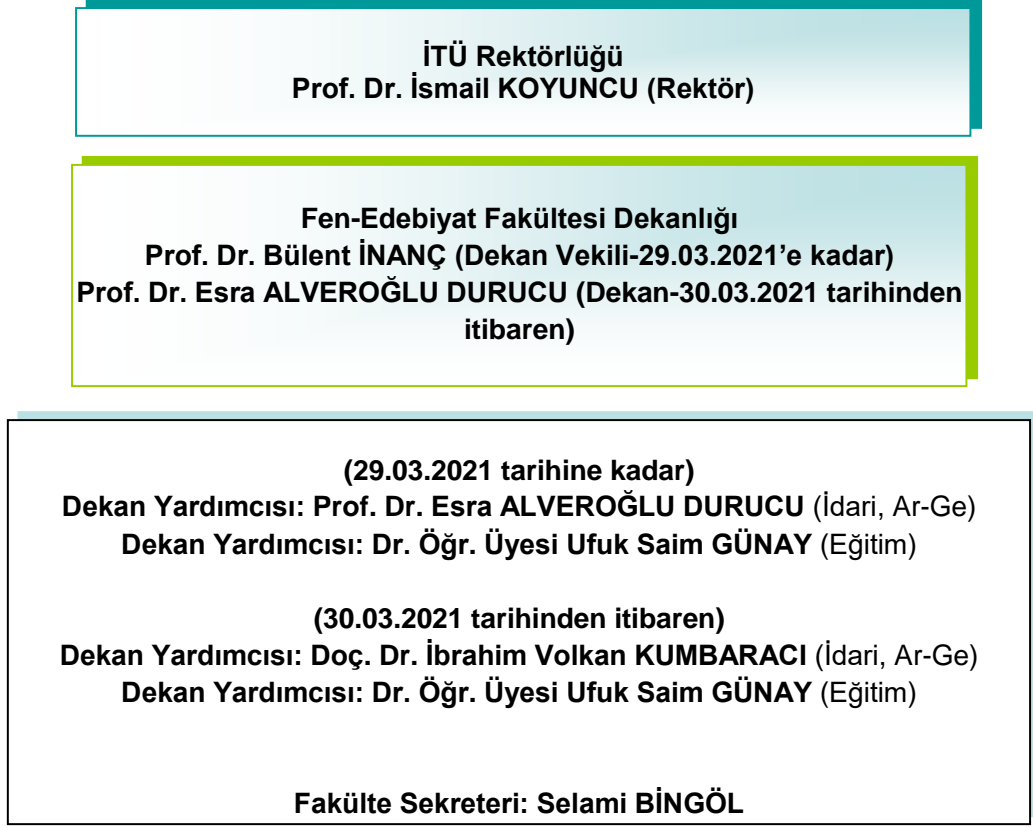 İTÜ Rektörlüğü
Prof. Dr. İsmail KOYUNCU (Rektör)
Fen-Edebiyat Fakültesi Dekanlığı
Prof. Dr. Bülent İNANÇ (Dekan Vekili-29.03.2021’e kadar)
Prof. Dr. Esra ALVEROĞLU DURUCU (Dekan-30.03.2021 tarihinden
itibaren)
(29.03.2021 tarihine kadar)
Dekan Yardımcısı: Prof. Dr. Esra ALVEROĞLU DURUCU (İdari, Ar-Ge)
Dekan Yardımcısı: Dr. Öğr. Üyesi Ufuk Saim GÜNAY (Eğitim)
(30.03.2021 tarihinden itibaren)
Dekan Yardımcısı: Doç. Dr. İbrahim Volkan KUMBARACI (İdari, Ar-Ge)
Dekan Yardımcısı: Dr. Öğr. Üyesi Ufuk Saim GÜNAY (Eğitim)
Fakülte Sekreteri: Selami BİNGÖL